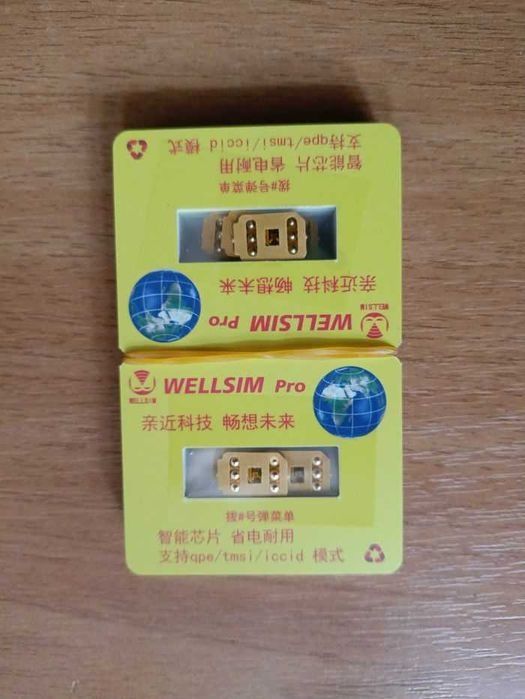 支持qpe/tmsi/iccid 模式
智能芯片 省电耐用
拨#号弹菜单
亲近科技 畅想未来
WELLSIM Pro
WELLSIM
WELLSIM Pro
WELLSIM
亲近科技 畅想未来
拨#号弹菜单
智能芯片 省电耐用
支持qpe/tmsi/iccid 模式